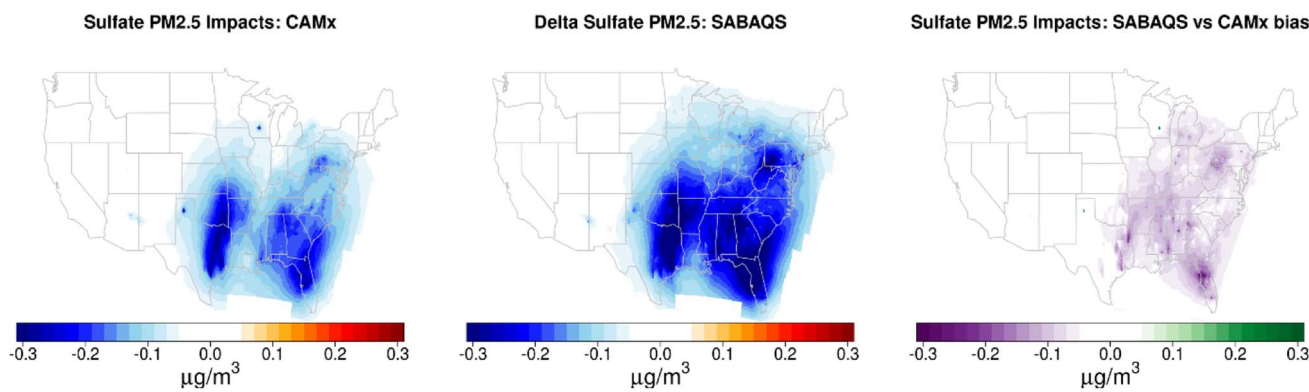 Sulfate PM2.5 Impacts: CAMx
-0.3 -0.2 -0.1 0.0 0.1 0.2 0.3
μg/m³
Delta Sulfate PM2.5: SABAQS
-0.3 -0.2 -0.1 0.0 0.1 0.2 0.3
μg/m³
Sulfate PM2.5 Impacts: SABAQS vs CAMx bias
-0.3 -0.2 -0.1 0.0 0.1 0.2 0.3
μg/m³